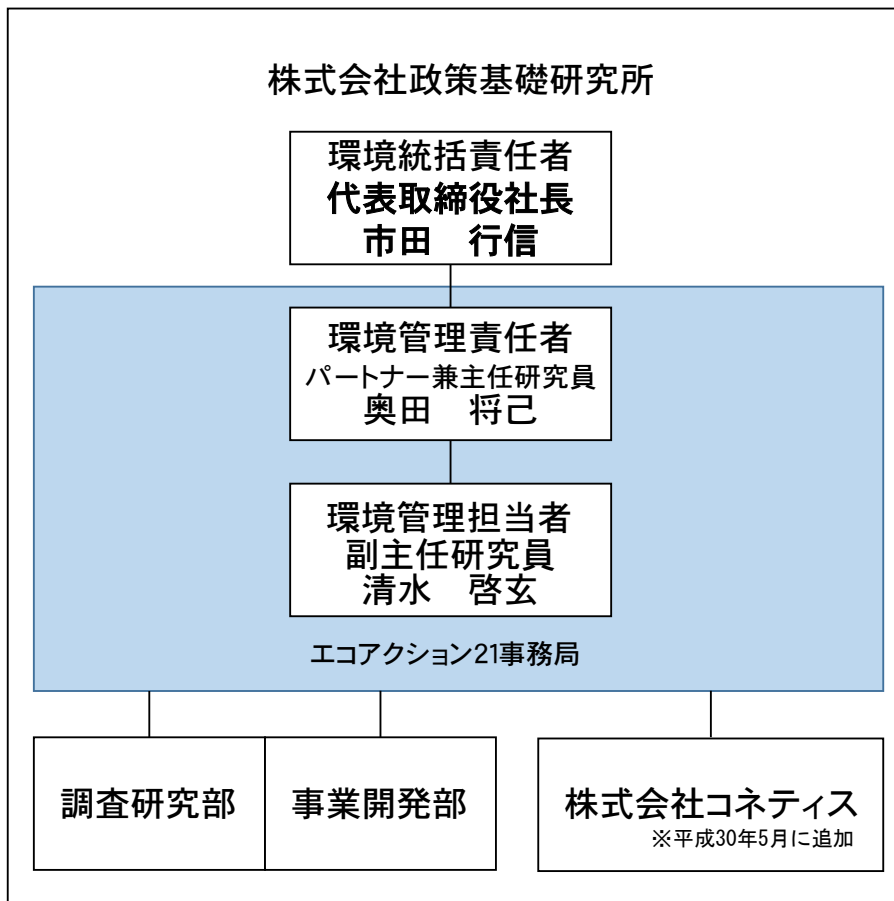 株式会社政策基礎研究所
環境統括責任者
代表取締役社長
市田　行信
環境管理責任者
パートナー兼主任研究員
奥田　将己
環境管理担当者
副主任研究員
清水　啓玄
エコアクション21事務局
調査研究部
事業開発部
株式会社コネティス
※平成30年5月に追加